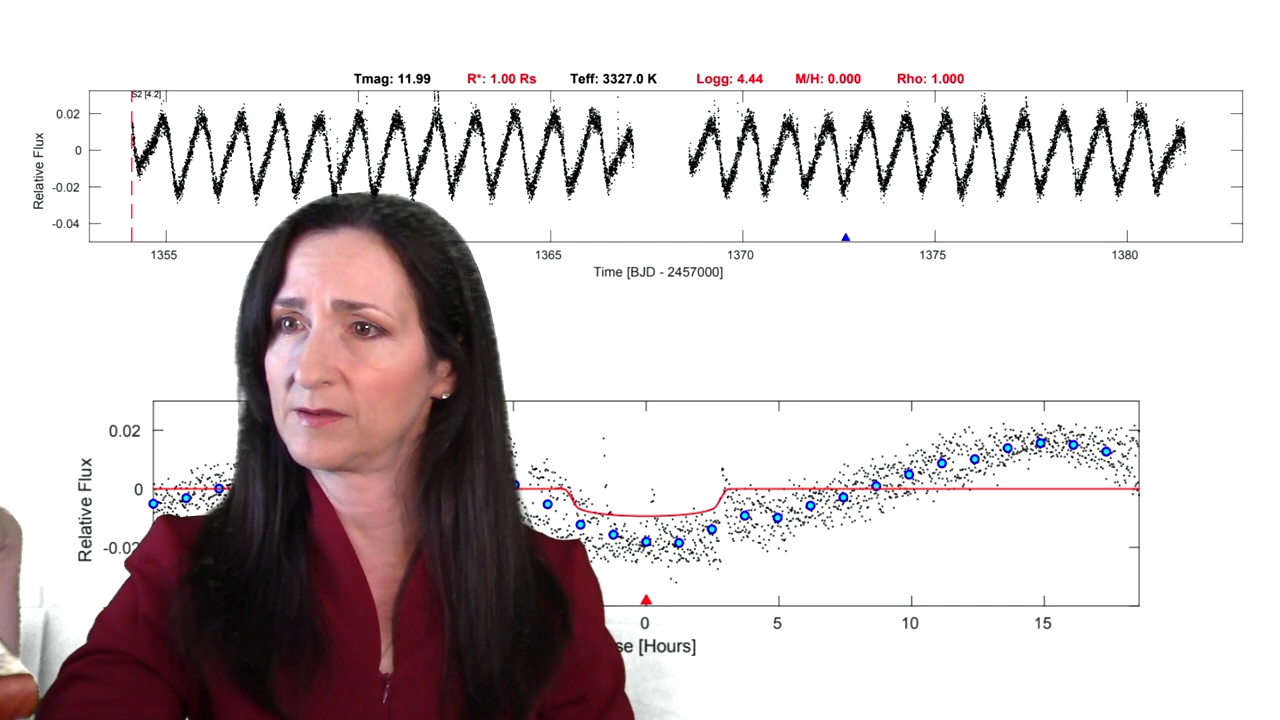 Tmag: 11.99 R*: 1.00 Rs Teff: 3327.0 K Logg: 4.44 M/H: 0.000 Rho: 1.000
S2 [4.2]
0.02
0
-0.02
-0.04
Relative Flux
1355 1365 1370 1375 1380
Time [BJD - 2457000]
0.02
0
-0.02
Relative Flux
0 5 10 15
se [Hours]